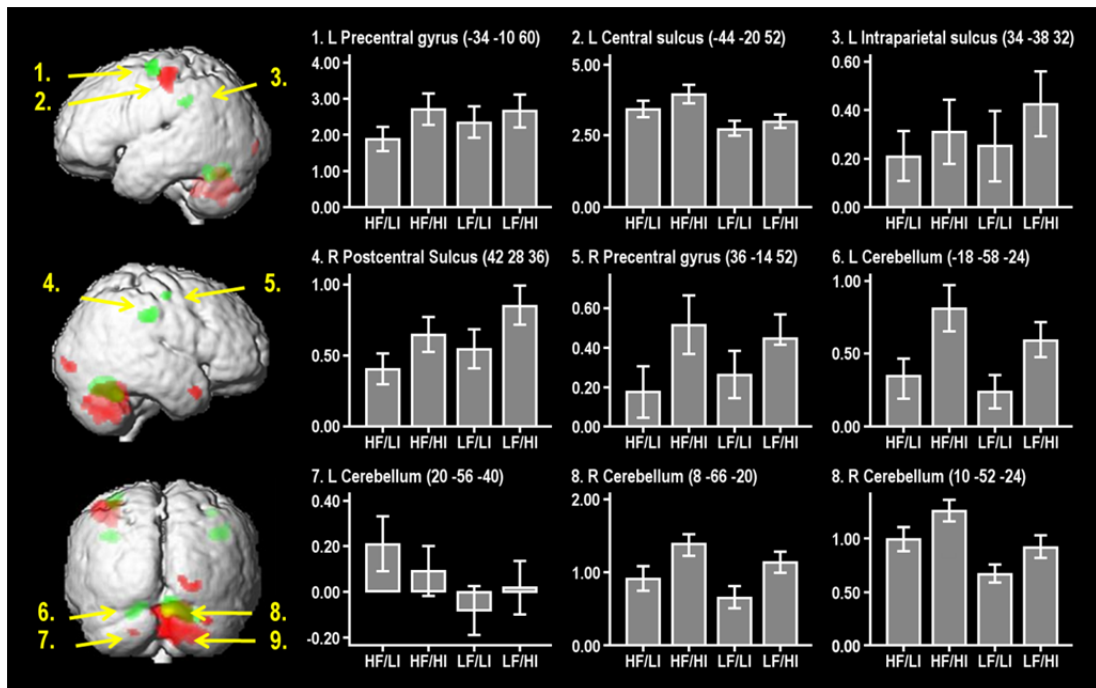 1.
2.
3.
1. L Precentral gyrus (-34 -10 60)
4.00
3.00
2.00
1.00
0.00
HF/LI HF/HI LF/LI LF/HI
2. L Central sulcus (-44 -20 52)
5.00
2.50
0.00
HF/LI HF/HI LF/LI LF/HI
3. L Intraparietal sulcus (34 -38 32)
0.60
0.40
0.20
0.00
HF/LI HF/HI LF/LI LF/HI
4.
5.
4. R Postcentral Sulcus (42 28 36)
1.00
0.50
0.00
HF/LI HF/HI LF/LI LF/HI
5. R Precentral gyrus (36 -14 52)
0.60
0.40
0.20
0.00
HF/LI HF/HI LF/LI LF/HI
6. L Cerebellum (-18 -58 -24)
1.00
0.50
0.00
HF/LI HF/HI LF/LI LF/HI
6.
7.
8.
9.
7. L Cerebellum (20 -56 -40)
0.40
0.20
0.00
-0.20
HF/LI HF/HI LF/LI LF/HI
8. R Cerebellum (8 -66 -20)
2.00
1.00
0.00
HF/LI HF/HI LF/LI LF/HI
8. R Cerebellum (10 -52 -24)
1.00
0.50
0.00
HF/LI HF/HI LF/LI LF/HI